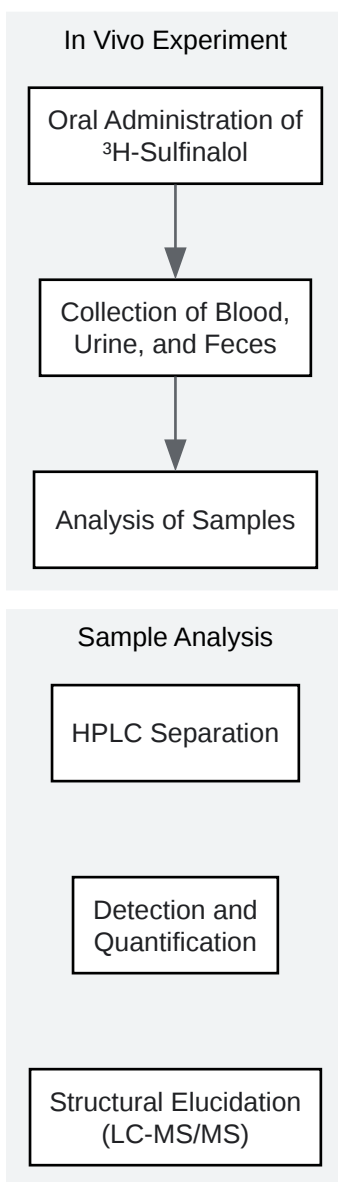 In Vivo Experiment
Oral Administration of
³H-Sulfinalol
Collection of Blood,
Urine, and Feces
Analysis of Samples
Sample Analysis
HPLC Separation
Detection and
Quantification
Structural Elucidation
(LC-MS/MS)